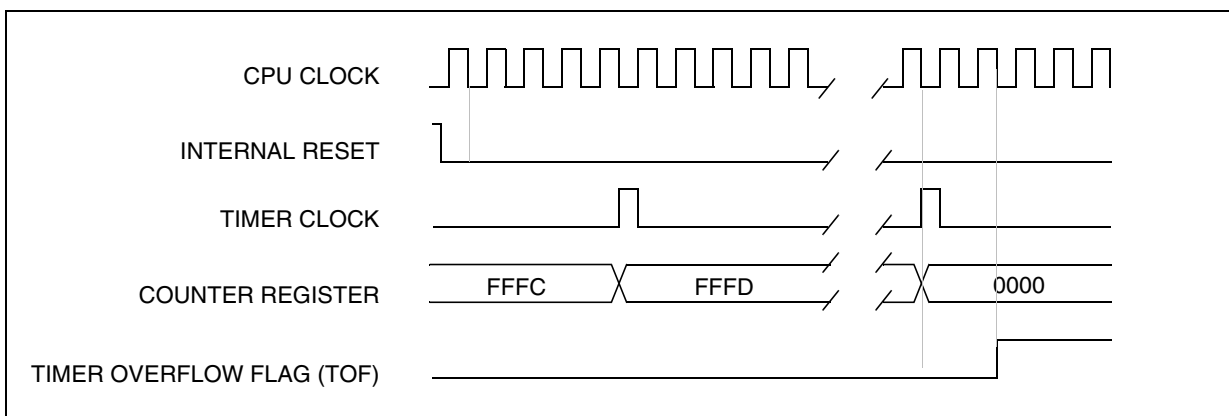 CPU CLOCK
INTERNAL RESET
TIMER CLOCK
COUNTER REGISTER FFFC FFFD 0000
TIMER OVERFLOW FLAG (TOF)